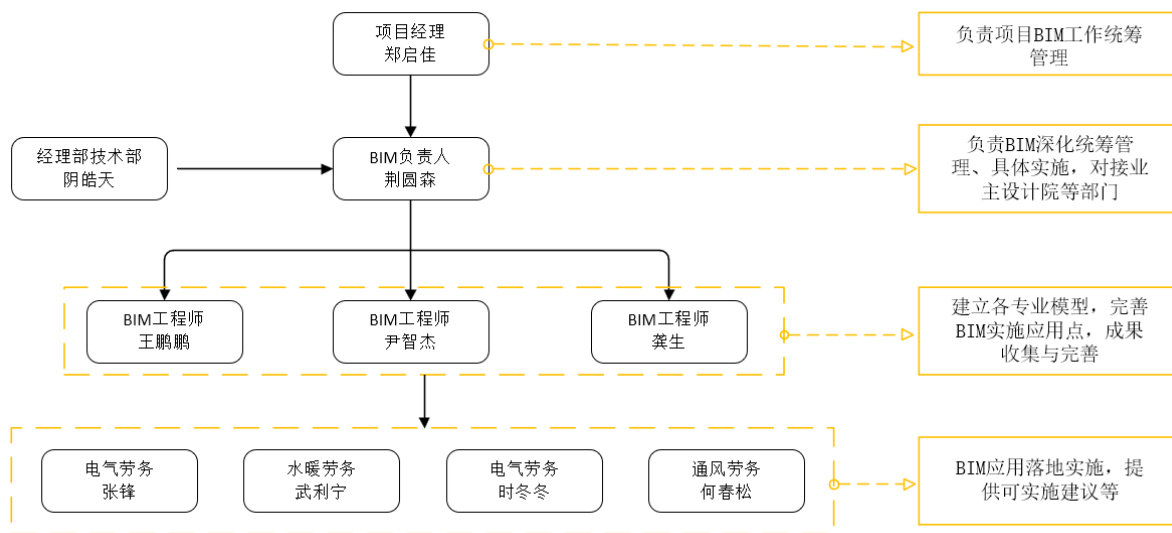 项目经理
郑启佳
负责项目BIM工作统筹
管理
经理部技术部
阴皓天
BIM负责人
荆圆森
负责BIM深化统筹管
理、具体实施，对接业
主设计院等部门
BIM工程师
王鹏鹏
BIM工程师
尹智杰
BIM工程师
龚生
建立各专业模型，完善
BIM实施应用点，成果
收集与完善
电气劳务
张锋
水暖劳务
武利宁
电气劳务
时冬冬
通风劳务
何春松
BIM应用落地实施，提
供可实施建议等